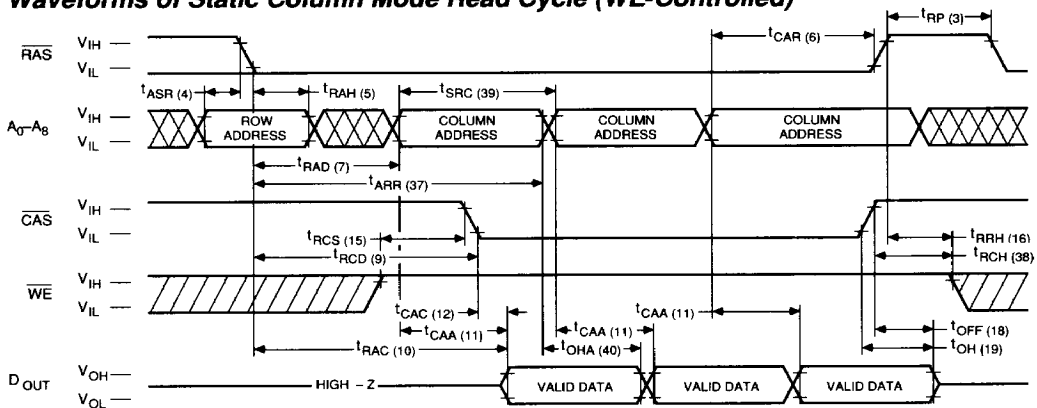 Waveforms of Static Column Mode Read Cycle (WE-Controlled)
RAS VIH VIL tCAR (6) tRP (3)
tASR (4) tRAH (5) tSRC (39)
A0–A8 VIH VIL ROW ADDRESS COLUMN ADDRESS COLUMN ADDRESS COLUMN ADDRESS
tRAD (7)
tARR (37)
CAS VIH VIL
tRCS (15) tRRH (16)
tRCD (9) tRCH (38)
WE VIH VIL
tCAC (12) tCAA (11)
tCAA (11) tCAA (11) tOFF (18)
tRAC (10) tOHA (40) tOH (19)
D OUT VOH VOL HIGH – Z VALID DATA VALID DATA VALID DATA